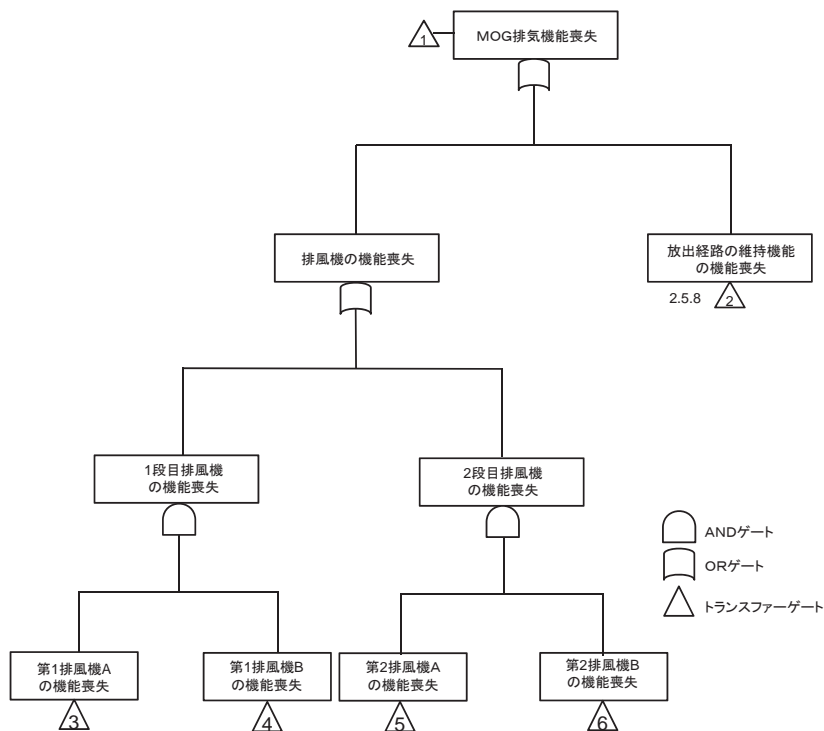 1
MOG排気機能喪失
排風機の機能喪失
放出経路の維持機能
の機能喪失
2.5.8
2
1段目排風機
の機能喪失
2段目排風機
の機能喪失
ANDゲート
ORゲート
トランスファーゲート
第1排風機A
の機能喪失
第1排風機B
の機能喪失
第2排風機A
の機能喪失
第2排風機B
の機能喪失
3
4
5
6